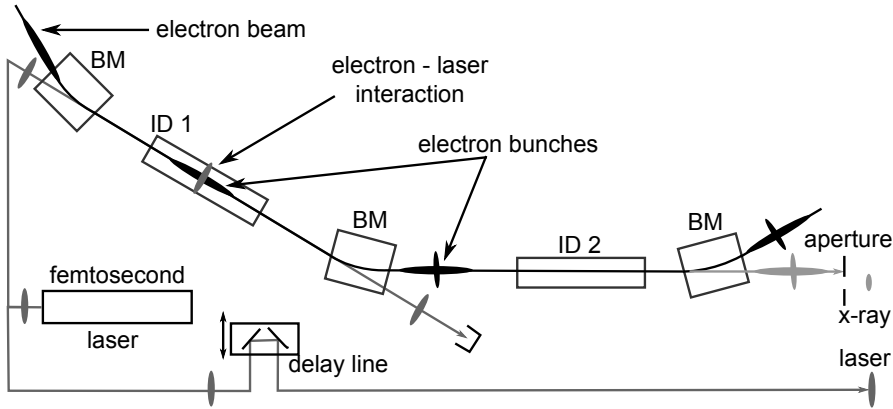 electron beam
BM
electron - laser
interaction
ID 1
electron bunches
BM
ID 2
BM
aperture
femtosecond
laser
delay line
x-ray
laser